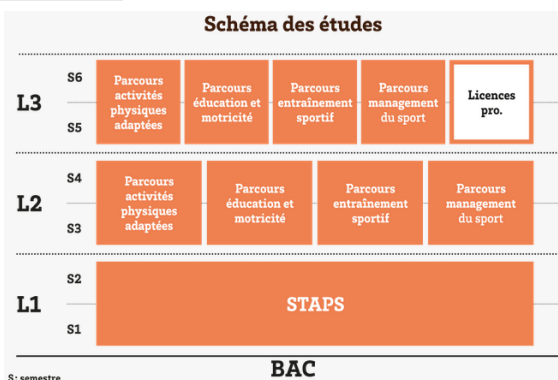 Schéma des études
L3
S6
S5
Parcours
activités
physiques
adaptées
Parcours
éducation et
motricité
Parcours
entraînement
sportif
Parcours
management
du sport
Licences
pro.
L2
S4
S3
Parcours
activités
physiques
adaptées
Parcours
éducation et
motricité
Parcours
entraînement
sportif
Parcours
management
du sport
L1
S2
S1
STAPS
BAC
S : semestre